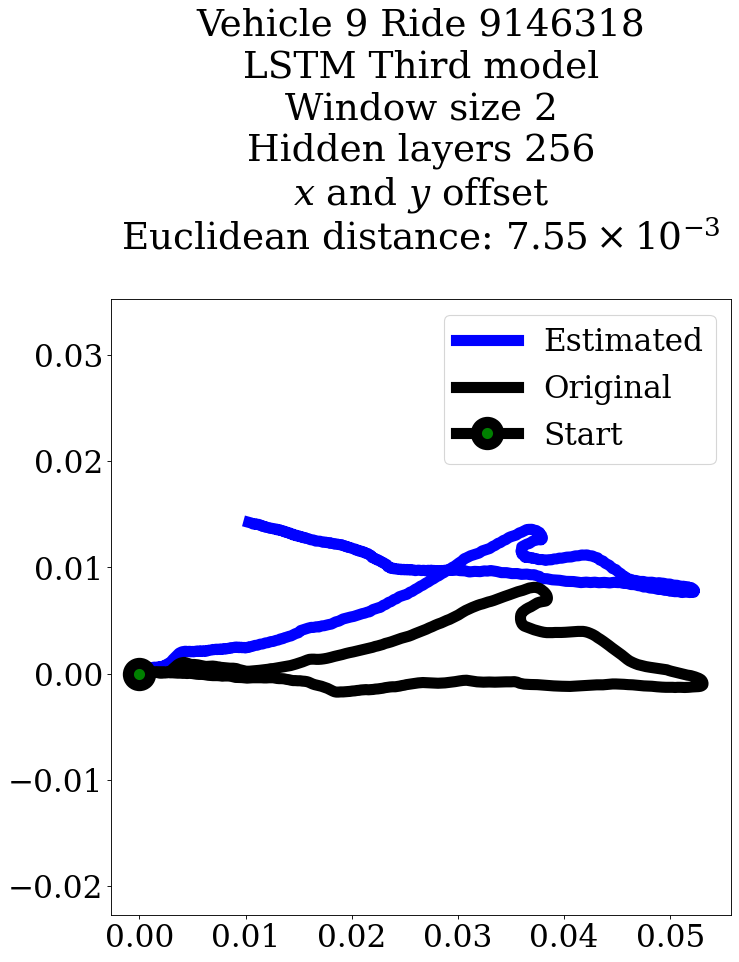 Vehicle 9 Ride 9146318
LSTM Third model
Window size 2
Hidden layers 256
x and y offset
Euclidean distance: 7.55 × 10⁻³
Estimated
Original
Start
0.03
0.02
0.01
0.00
−0.01
−0.02
0.00 0.01 0.02 0.03 0.04 0.05